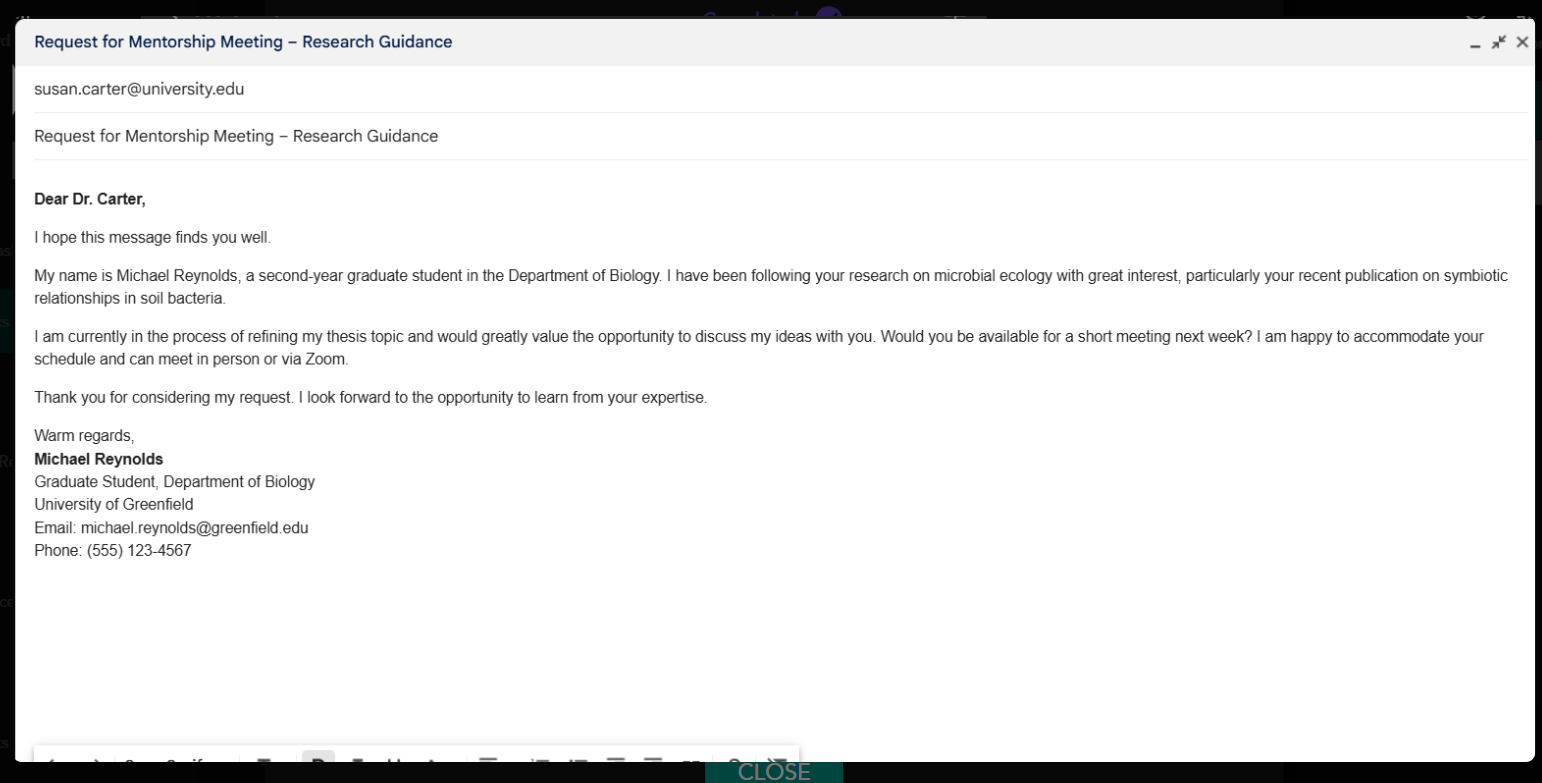 Request for Mentorship Meeting – Research Guidance
susan.carter@university.edu
Request for Mentorship Meeting – Research Guidance
Dear Dr. Carter,
I hope this message finds you well.
My name is Michael Reynolds, a second-year graduate student in the Department of Biology. I have been following your research on microbial ecology with great interest, particularly your recent publication on symbiotic
relationships in soil bacteria.
I am currently in the process of refining my thesis topic and would greatly value the opportunity to discuss my ideas with you. Would you be available for a short meeting next week? I am happy to accommodate your
schedule and can meet in person or via Zoom.
Thank you for considering my request. I look forward to the opportunity to learn from your expertise.
Warm regards,
Michael Reynolds
Graduate Student, Department of Biology
University of Greenfield
Email: michael.reynolds@greenfield.edu
Phone: (555) 123-4567
CLOSE